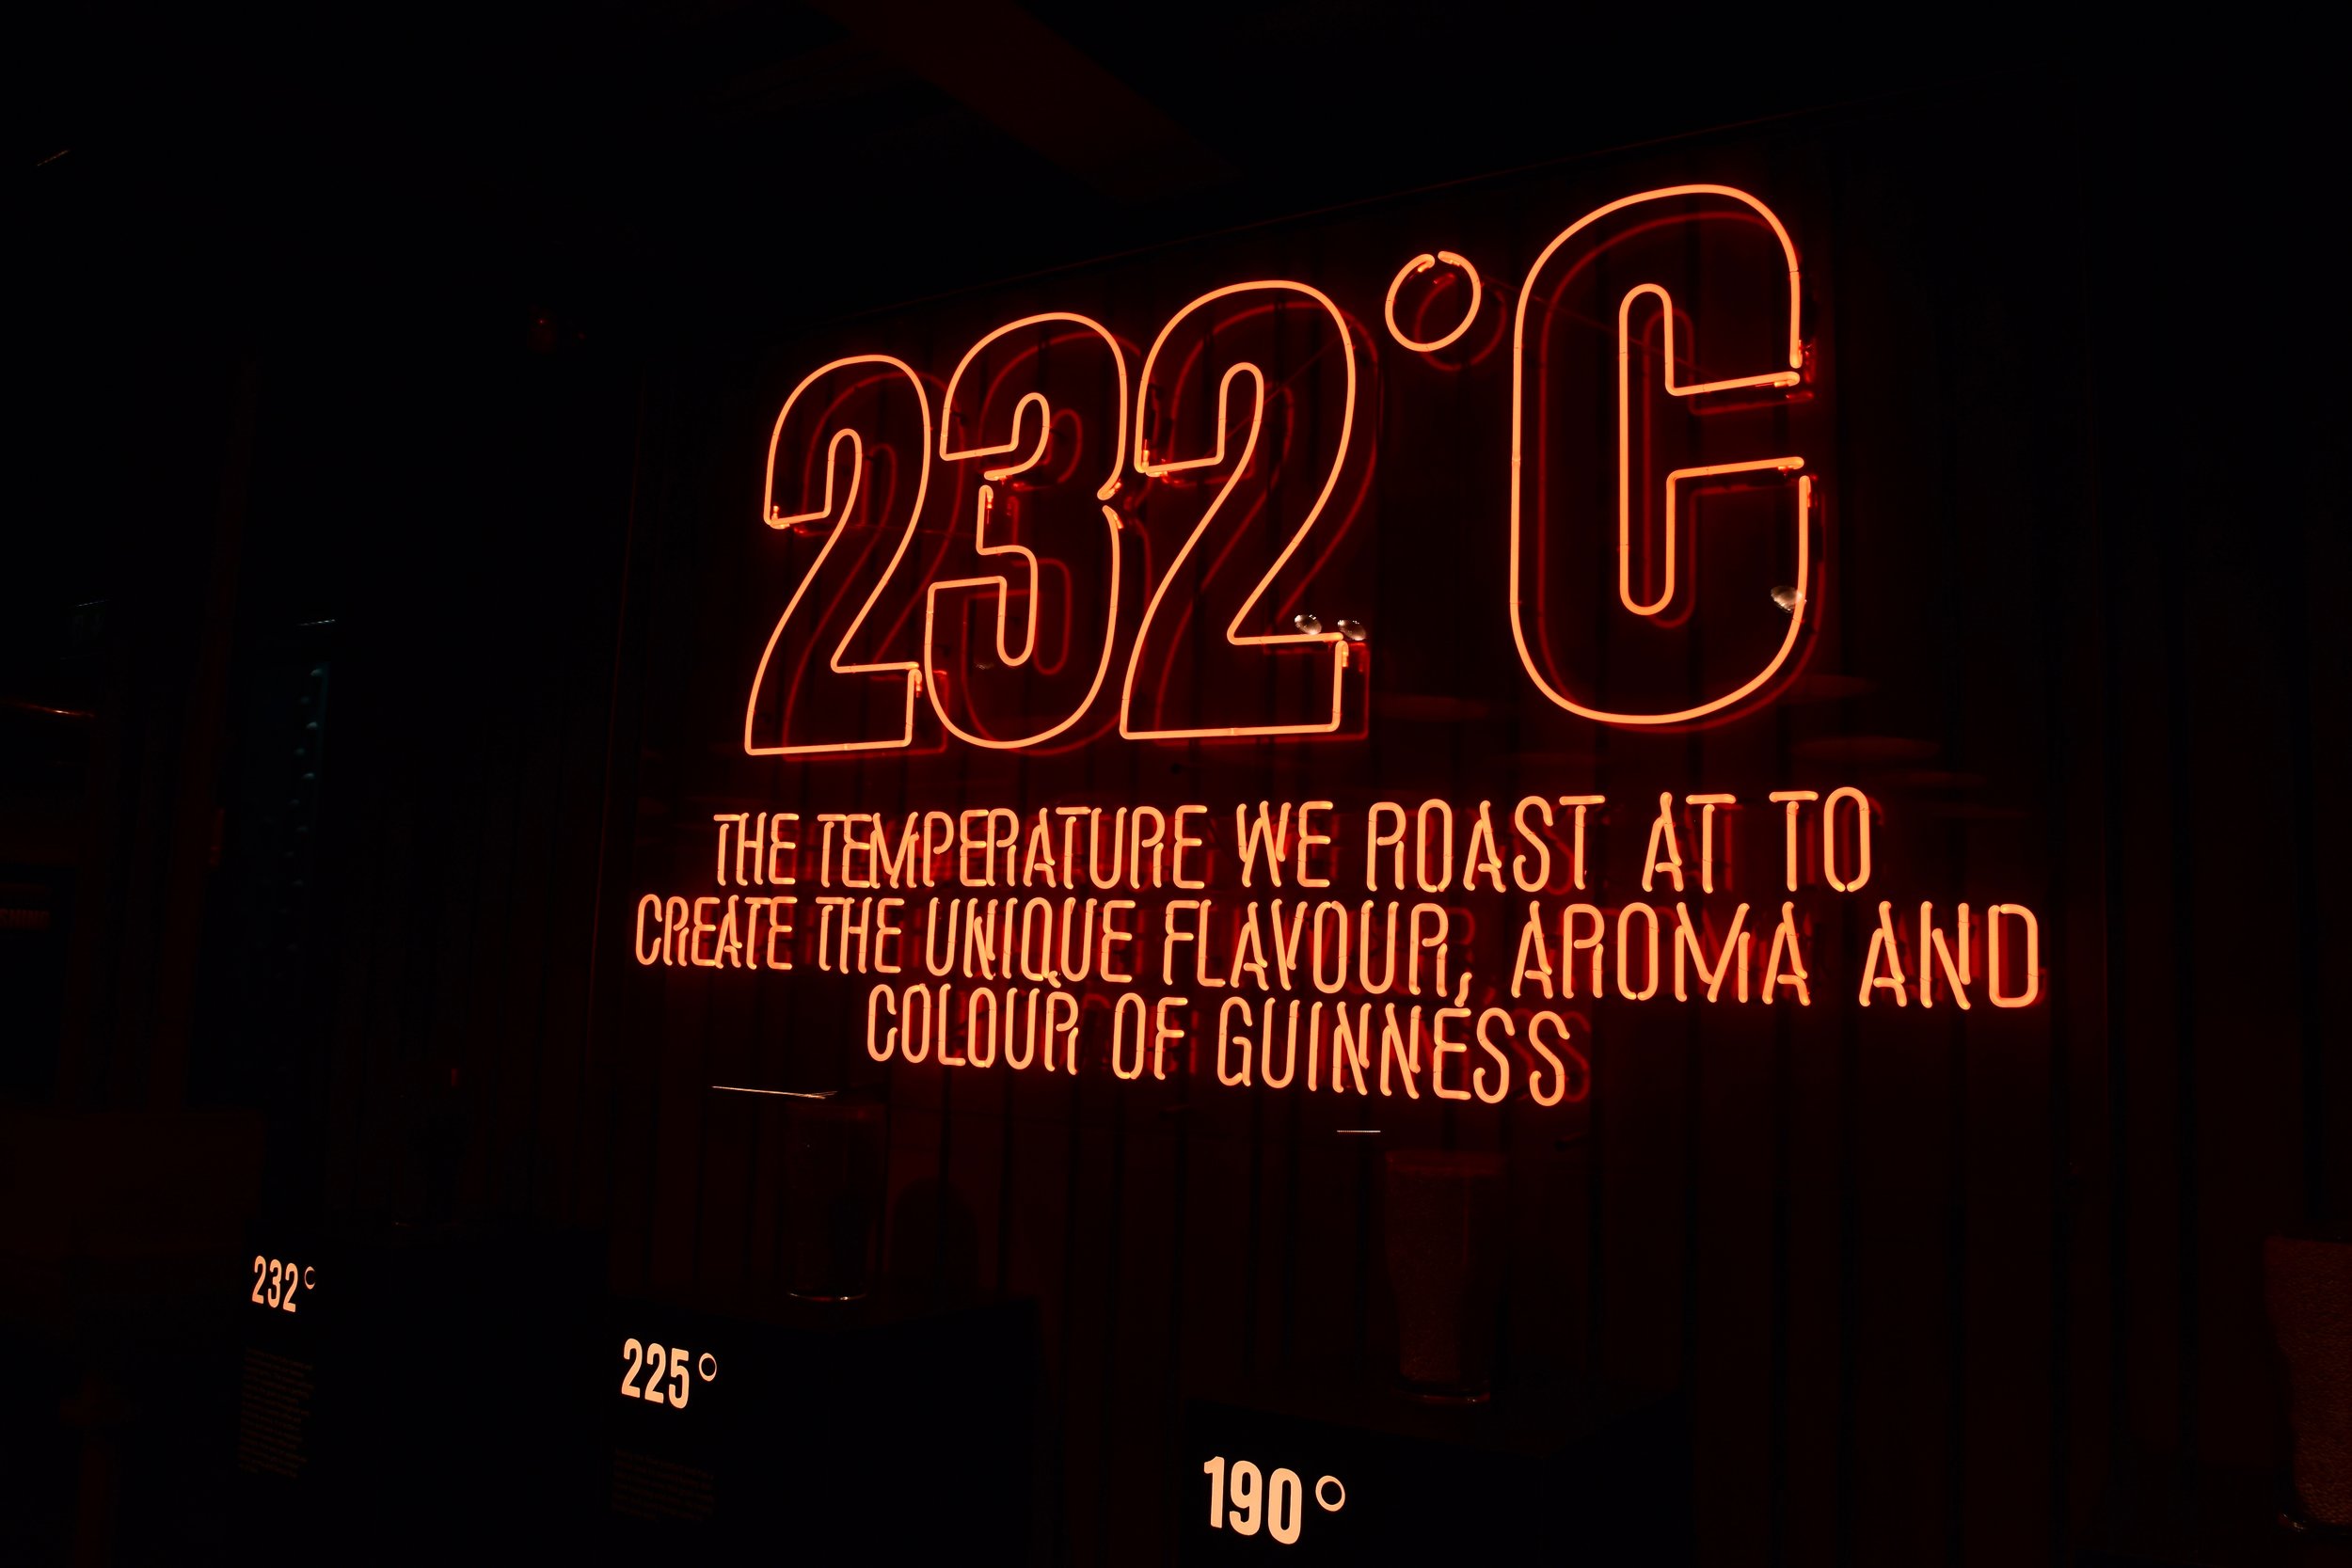 232°C
THE TEMPERATURE WE ROAST AT TO
CREATE THE UNIQUE FLAVOUR, AROMA AND
COLOUR OF GUINNESS
232°
225°
190°